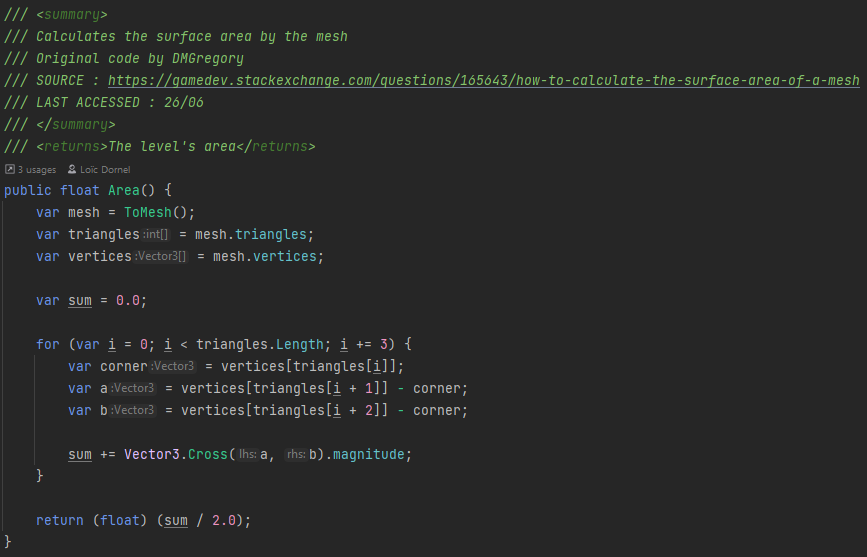 /// <summary>
/// Calculates the surface area by the mesh
/// Original code by DMGregory
/// SOURCE : https://gamedev.stackexchange.com/questions/165643/how-to-calculate-the-surface-area-of-a-mesh
/// LAST ACCESSED : 26/06
/// </summary>
/// <returns>The level's area</returns>
3 usages Loïc Dornel
public float Area() {
    var mesh = ToMesh();
    var triangles :int[] = mesh.triangles;
    var vertices :Vector3[] = mesh.vertices;

    var sum = 0.0;

    for (var i = 0; i < triangles.Length; i += 3) {
        var corner :Vector3 = vertices[triangles[i]];
        var a :Vector3 = vertices[triangles[i + 1]] - corner;
        var b :Vector3 = vertices[triangles[i + 2]] - corner;

        sum += Vector3.Cross( lhs: a, rhs: b).magnitude;
    }

    return (float) (sum / 2.0);
}